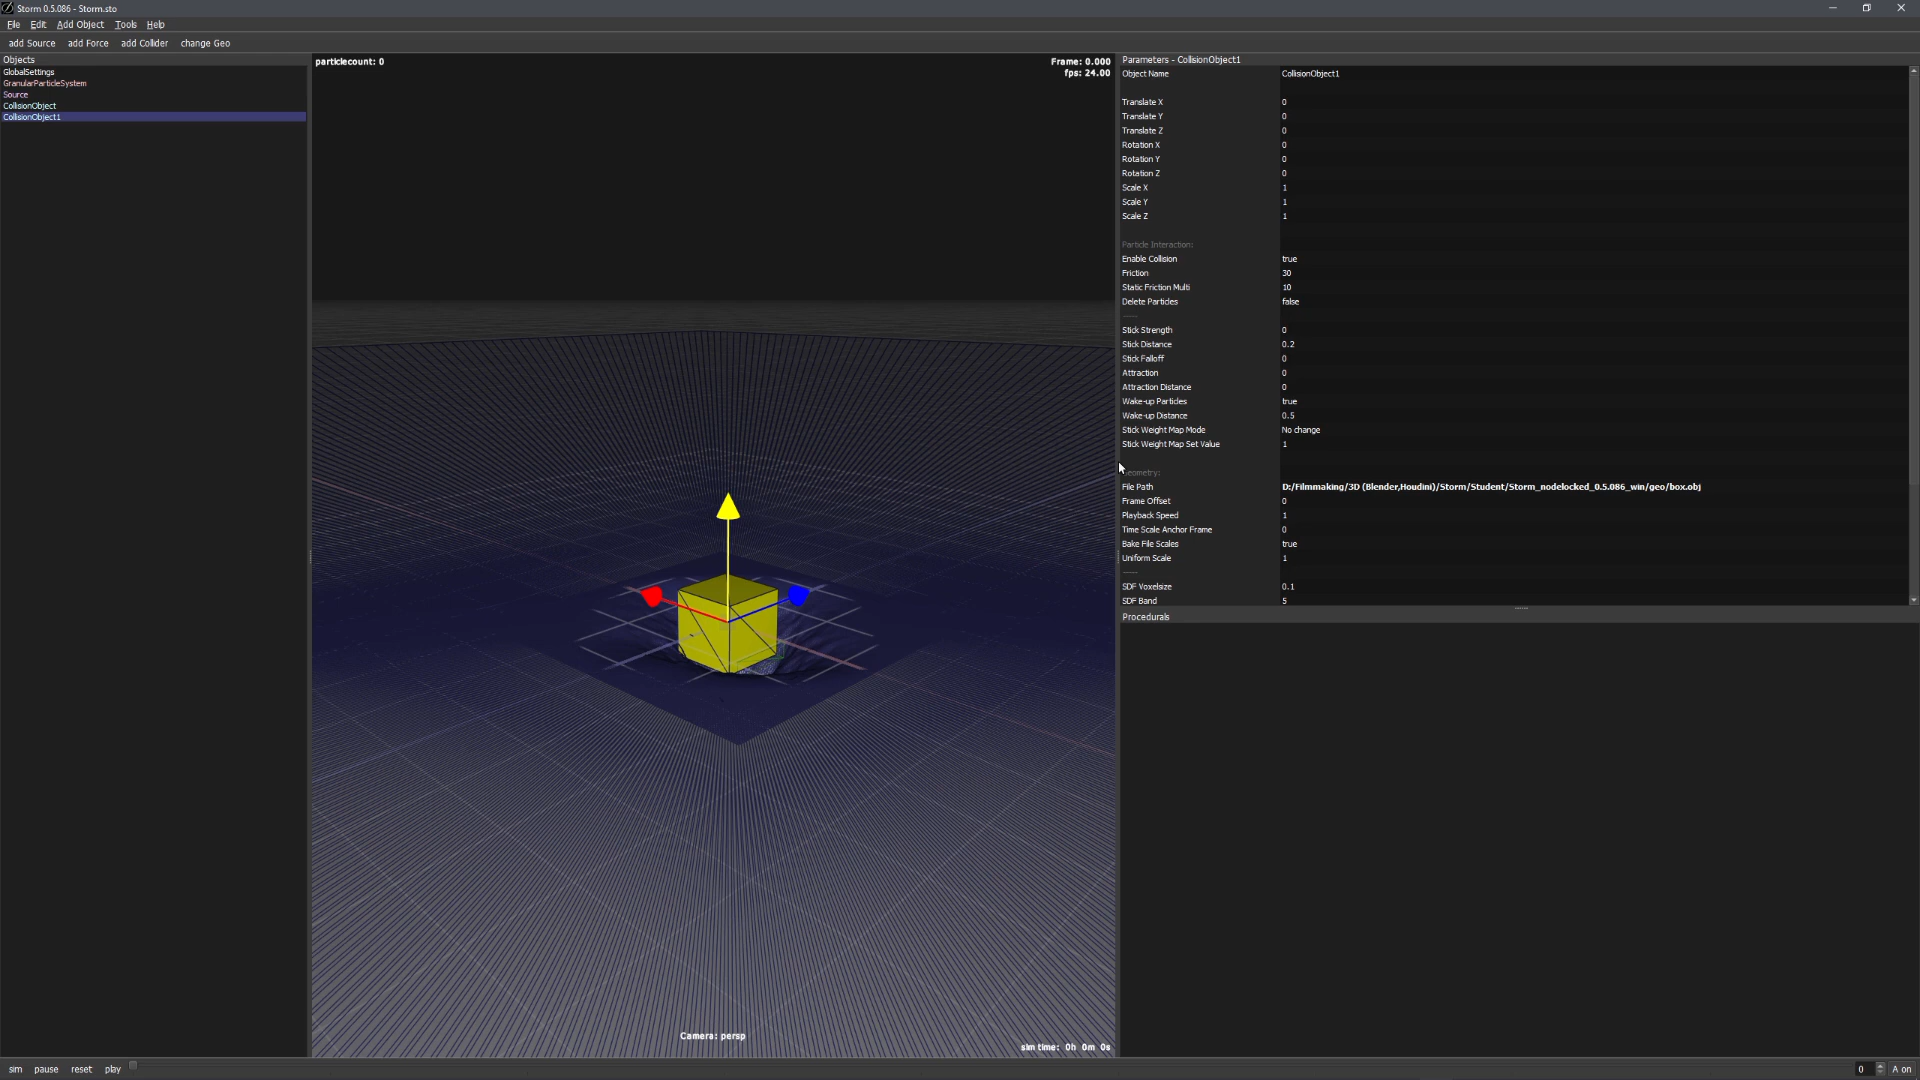 Storm 0.5.086 - Storm.sto
File Edit Add Object Tools Help
add Source add Force add Collider change Geo
Objects
GlobalSettings
GranularParticleSystem
Source
CollisionObject
CollisionObject1
particlecount: 0
Frame: 0.000
fps: 24.00
Camera: persp
sim time: 0h 0m 0s
Parameters - CollisionObject1
Object Name CollisionObject1
Translate X 0
Translate Y 0
Translate Z 0
Rotation X 0
Rotation Y 0
Rotation Z 0
Scale X 1
Scale Y 1
Scale Z 1
Particle Interaction:
Enable Collision true
Friction 30
Static Friction Multi 10
Delete Particles false
Stick Strength 0
Stick Distance 0.2
Stick Falloff 0
Attraction 0
Attraction Distance 0
Wake-up Particles true
Wake-up Distance 0.5
Stick Weight Map Mode No change
Stick Weight Map Set Value 1
Geometry:
File Path D:/Filmmaking/3D (Blender,Houdini)/Storm/Student/Storm_nodelocked_0.5.086_win/geo/box.obj
Frame Offset 0
Playback Speed 1
Time Scale Anchor Frame 0
Bake File Scales true
Uniform Scale 1
SDF Voxelsize 0.1
SDF Band 5
Procedurals
sim pause reset play
0 A on